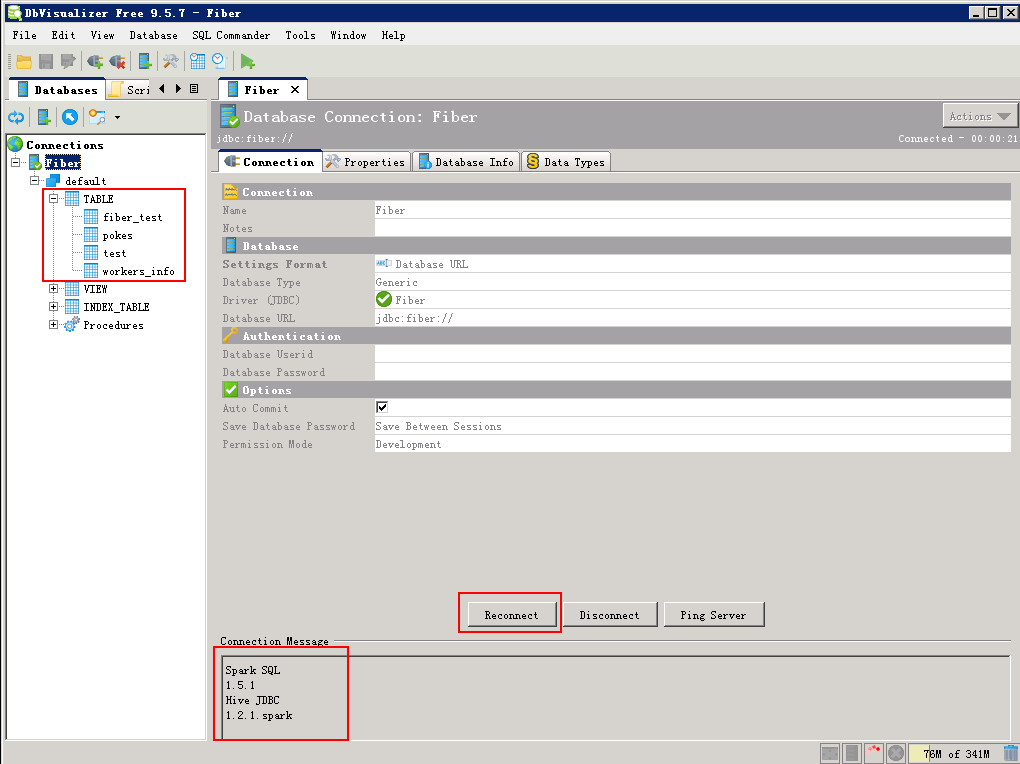 DbVisualizer Free 9.5.7 - Fiber
File Edit View Database SQL Commander Tools Window Help
Databases Scri
Fiber
Connections
Fiber
default
TABLE
fiber_test
pokes
test
workers_info
VIEW
INDEX_TABLE
Procedures
Database Connection: Fiber
Actions
jdbc:fiber://
Connected - 00:00:21
Connection Properties Database Info Data Types
Connection
Name Fiber
Notes
Database
Settings Format Database URL
Database Type Generic
Driver (JDBC) Fiber
Database URL jdbc:fiber://
Authentication
Database Userid
Database Password
Options
Auto Commit
Save Database Password Save Between Sessions
Permission Mode Development
Reconnect Disconnect Ping Server
Connection Message
Spark SQL
1.5.1
Hive JDBC
1.2.1.spark
76M of 341M